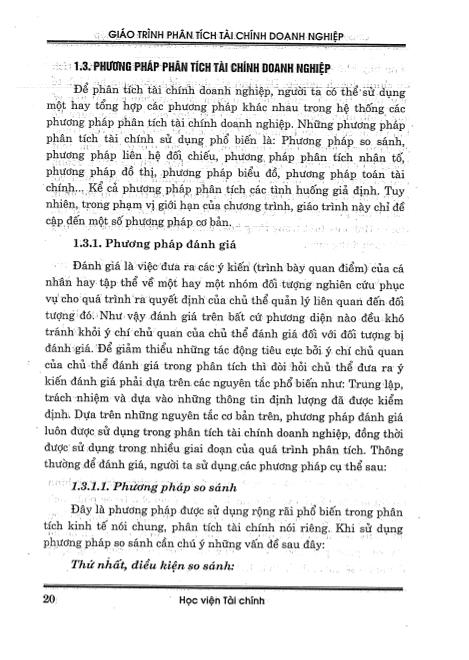 GIÁO TRÌNH PHÂN TÍCH TÀI CHÍNH DOANH NGHIỆP
1.3. PHƯƠNG PHÁP PHÂN TÍCH TÀI CHÍNH DOANH NGHIỆP
Để phân tích tài chính doanh nghiệp, người ta có thể sử dụng
một hay tổng hợp các phương pháp khác nhau trong hệ thống các
phương pháp phân tích tài chính doanh nghiệp. Những phương pháp
phân tích tài chính sử dụng phổ biến là: Phương pháp so sánh,
phương pháp liên hệ đối chiếu, phương pháp phân tích nhân tố,
phương pháp đồ thị, phương pháp biểu đồ, phương pháp toán tài
chính... Kể cả phương pháp phân tích các tình huống giả định. Tuy
nhiên, trong phạm vi giới hạn của chương trình, giáo trình này chỉ đề
cập đến một số phương pháp cơ bản.
1.3.1. Phương pháp đánh giá
Đánh giá là việc đưa ra các ý kiến (trình bày quan điểm) của cá
nhân hay tập thể về một hay một nhóm đối tượng nghiên cứu phục
vụ cho quá trình ra quyết định của chủ thể quản lý liên quan đến đối
tượng đó. Như vậy đánh giá trên bất cứ phương diện nào đều khó
tránh khỏi ý chí chủ quan của chủ thể đánh giá đối với đối tượng bị
đánh giá. Để giảm thiểu những tác động tiêu cực bởi ý chí chủ quan
của chủ thể đánh giá trong phân tích thì đòi hỏi chủ thể đưa ra ý
kiến đánh giá phải dựa trên các nguyên tắc phổ biến như: Trung lập,
trách nhiệm và dựa vào những thông tin định lượng đã được kiểm
định. Dựa trên những nguyên tắc cơ bản trên, phương pháp đánh giá
luôn được sử dụng trong phân tích tài chính doanh nghiệp, đồng thời
được sử dụng trong nhiều giai đoạn của quá trình phân tích. Thông
thường để đánh giá, người ta sử dụng các phương pháp cụ thể sau:
1.3.1.1. Phương pháp so sánh
Đây là phương pháp được sử dụng rộng rãi phổ biến trong phân
tích kinh tế nói chung, phân tích tài chính nói riêng. Khi sử dụng
phương pháp so sánh cần chú ý những vấn đề sau đây:
Thứ nhất, điều kiện so sánh:
20 Học viện Tài chính